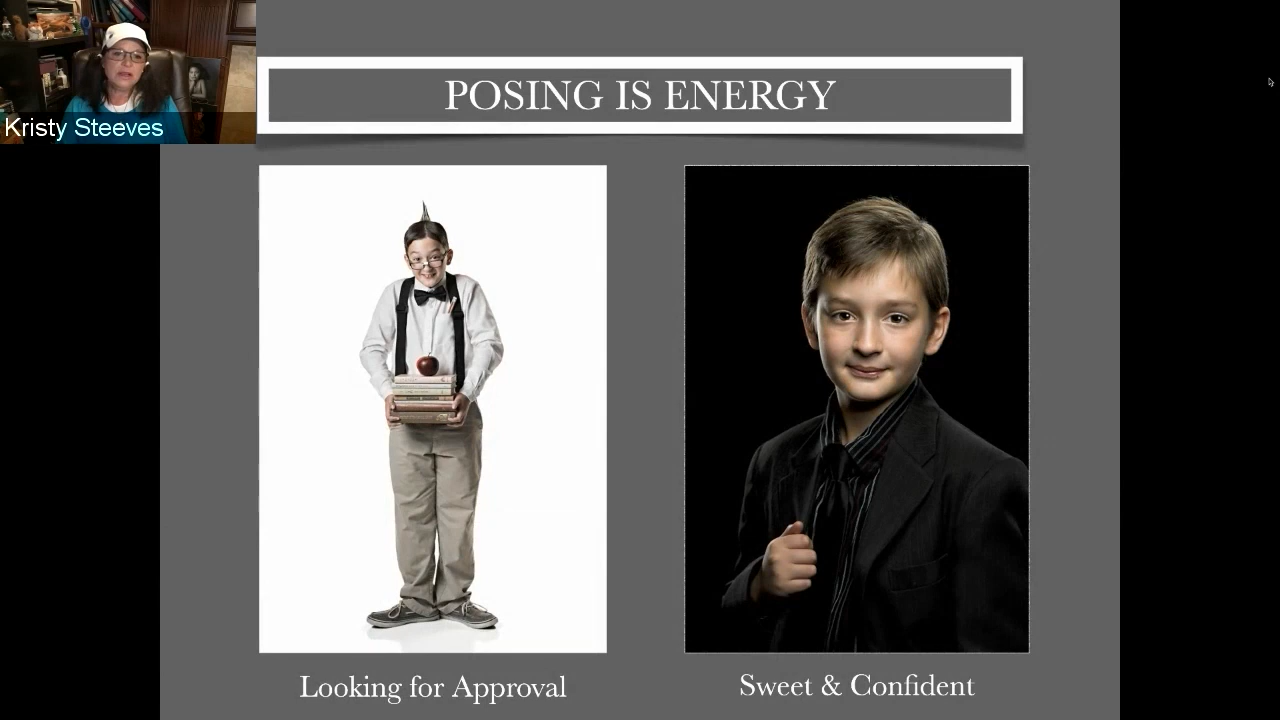 Kristy Steeves
POSING IS ENERGY
Looking for Approval
Sweet & Confident